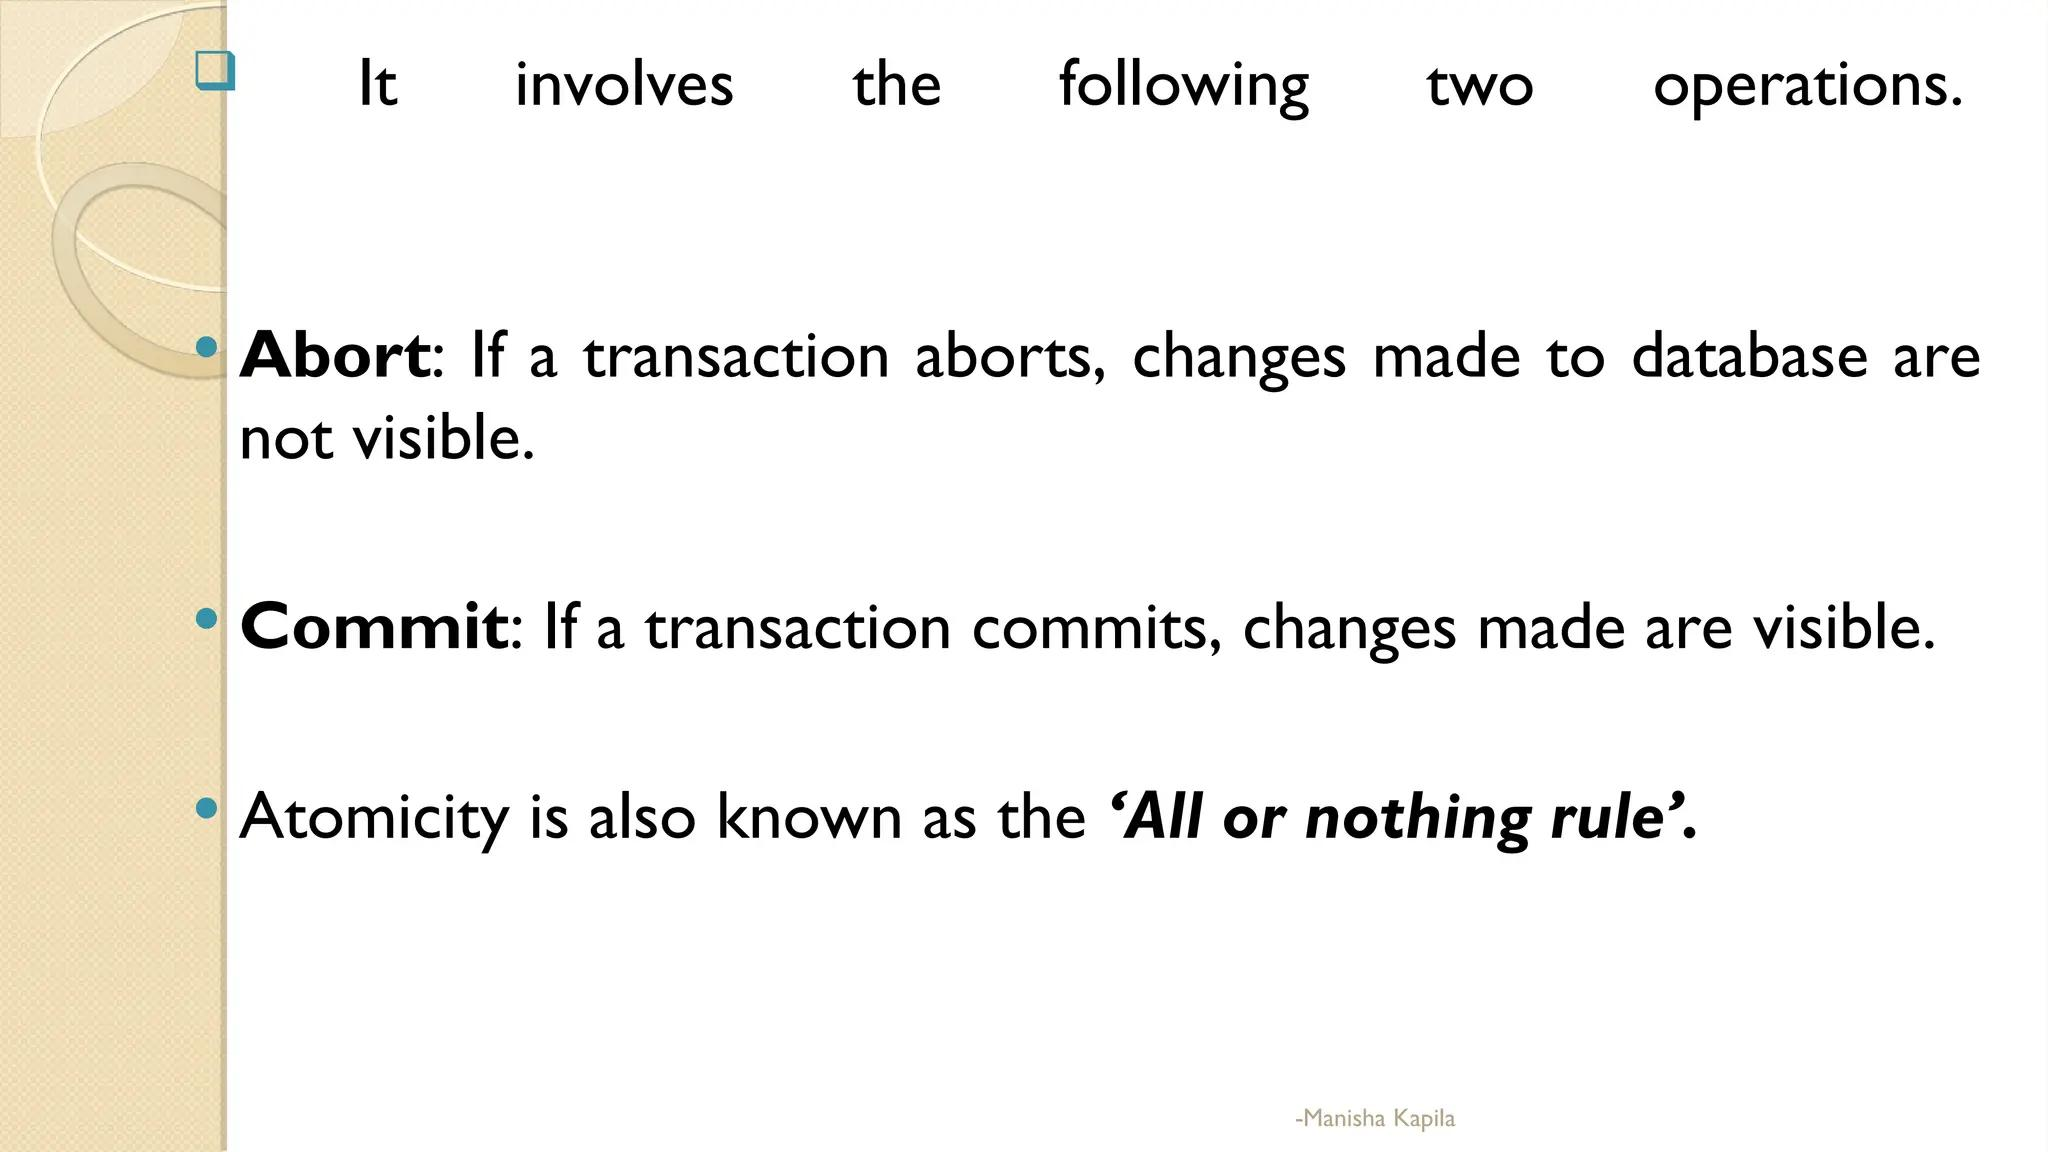 It involves the following two operations.
• Abort: If a transaction aborts, changes made to database are
not visible.
• Commit: If a transaction commits, changes made are visible.
• Atomicity is also known as the ‘All or nothing rule’.
-Manisha Kapila